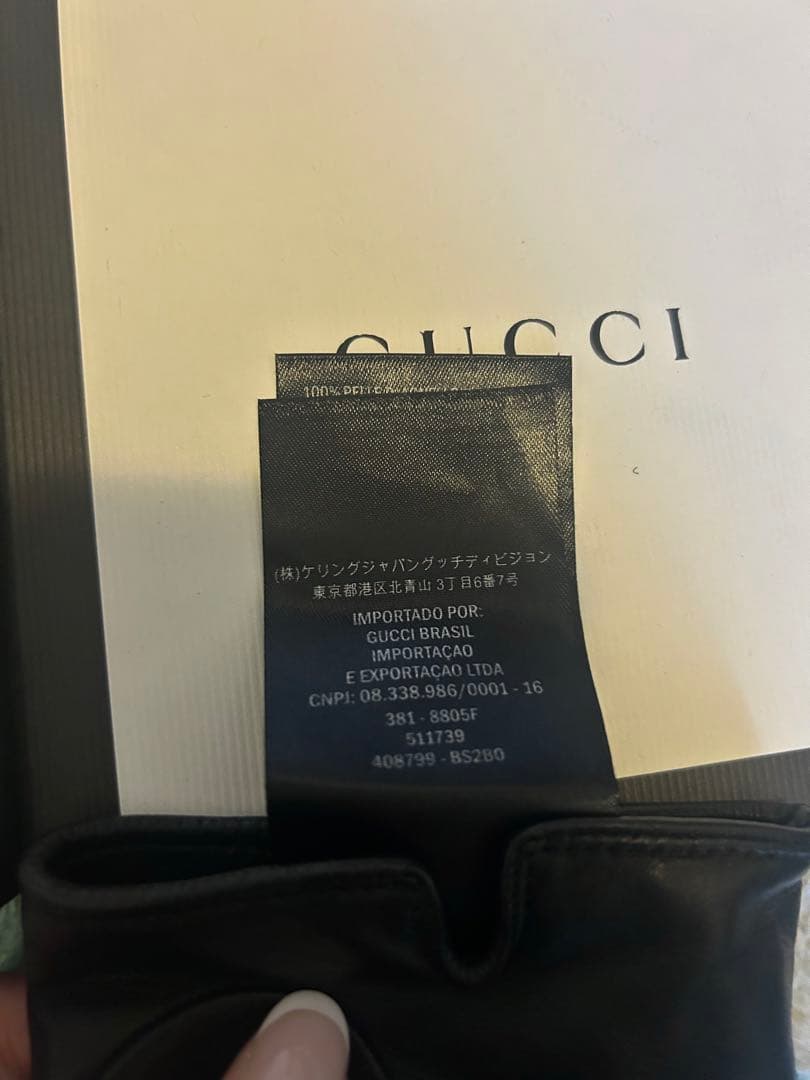 GUCCI
100% PELLE
(株)ケリングジャパングッチディビジョン
東京都港区北青山 3丁目6番7号
IMPORTADO POR:
GUCCI BRASIL
IMPORTAÇAO
E EXPORTAÇAO LTDA
CNPJ: 08.338.986/0001 - 16
381 - 8805F
511739
408799 - BS2B0